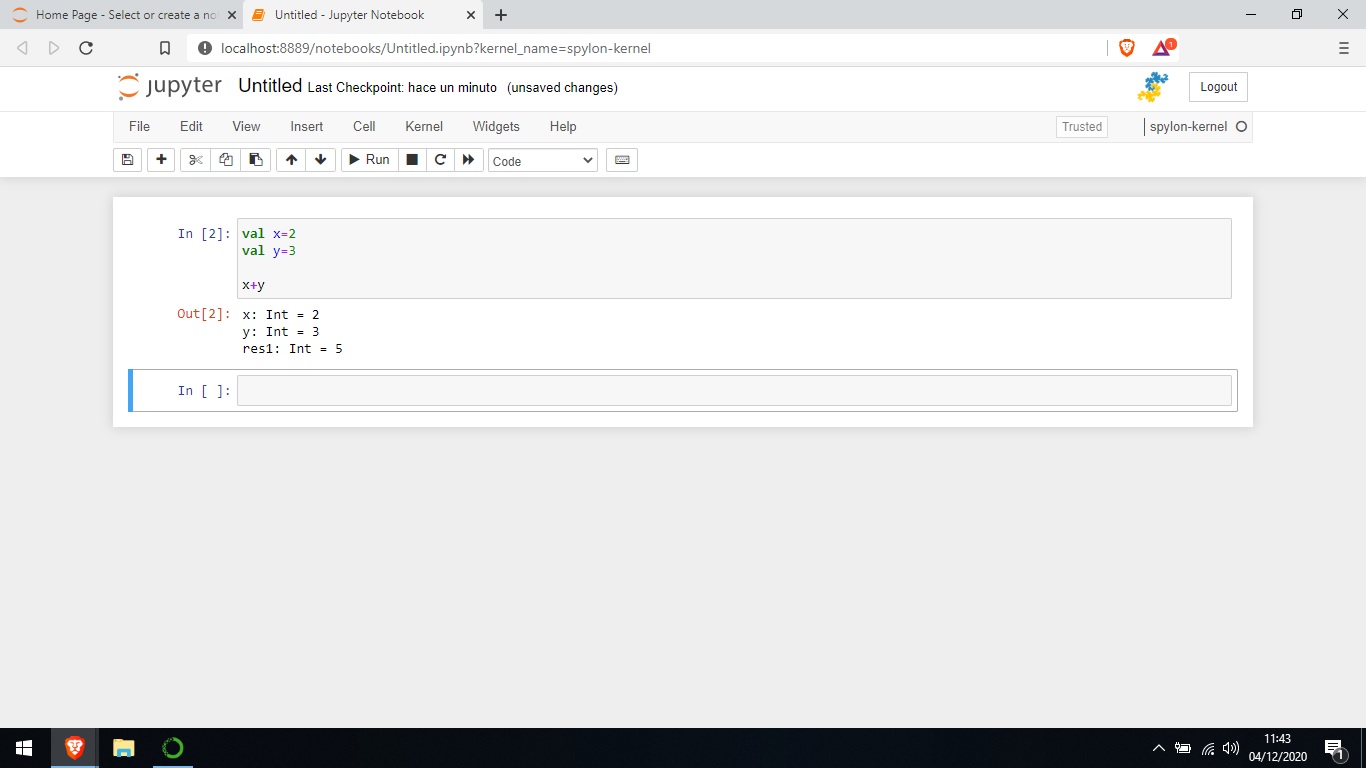 Home Page - Select or create a no
Untitled - Jupyter Notebook
localhost:8889/notebooks/Untitled.ipynb?kernel_name=spylon-kernel
1
jupyter
Untitled Last Checkpoint: hace un minuto (unsaved changes)
Logout
File Edit View Insert Cell Kernel Widgets Help
Trusted
spylon-kernel
Run
Code
In [2]: val x=2
val y=3
x+y
Out[2]: x: Int = 2
y: Int = 3
res1: Int = 5
In [ ]:
11:43
04/12/2020
1